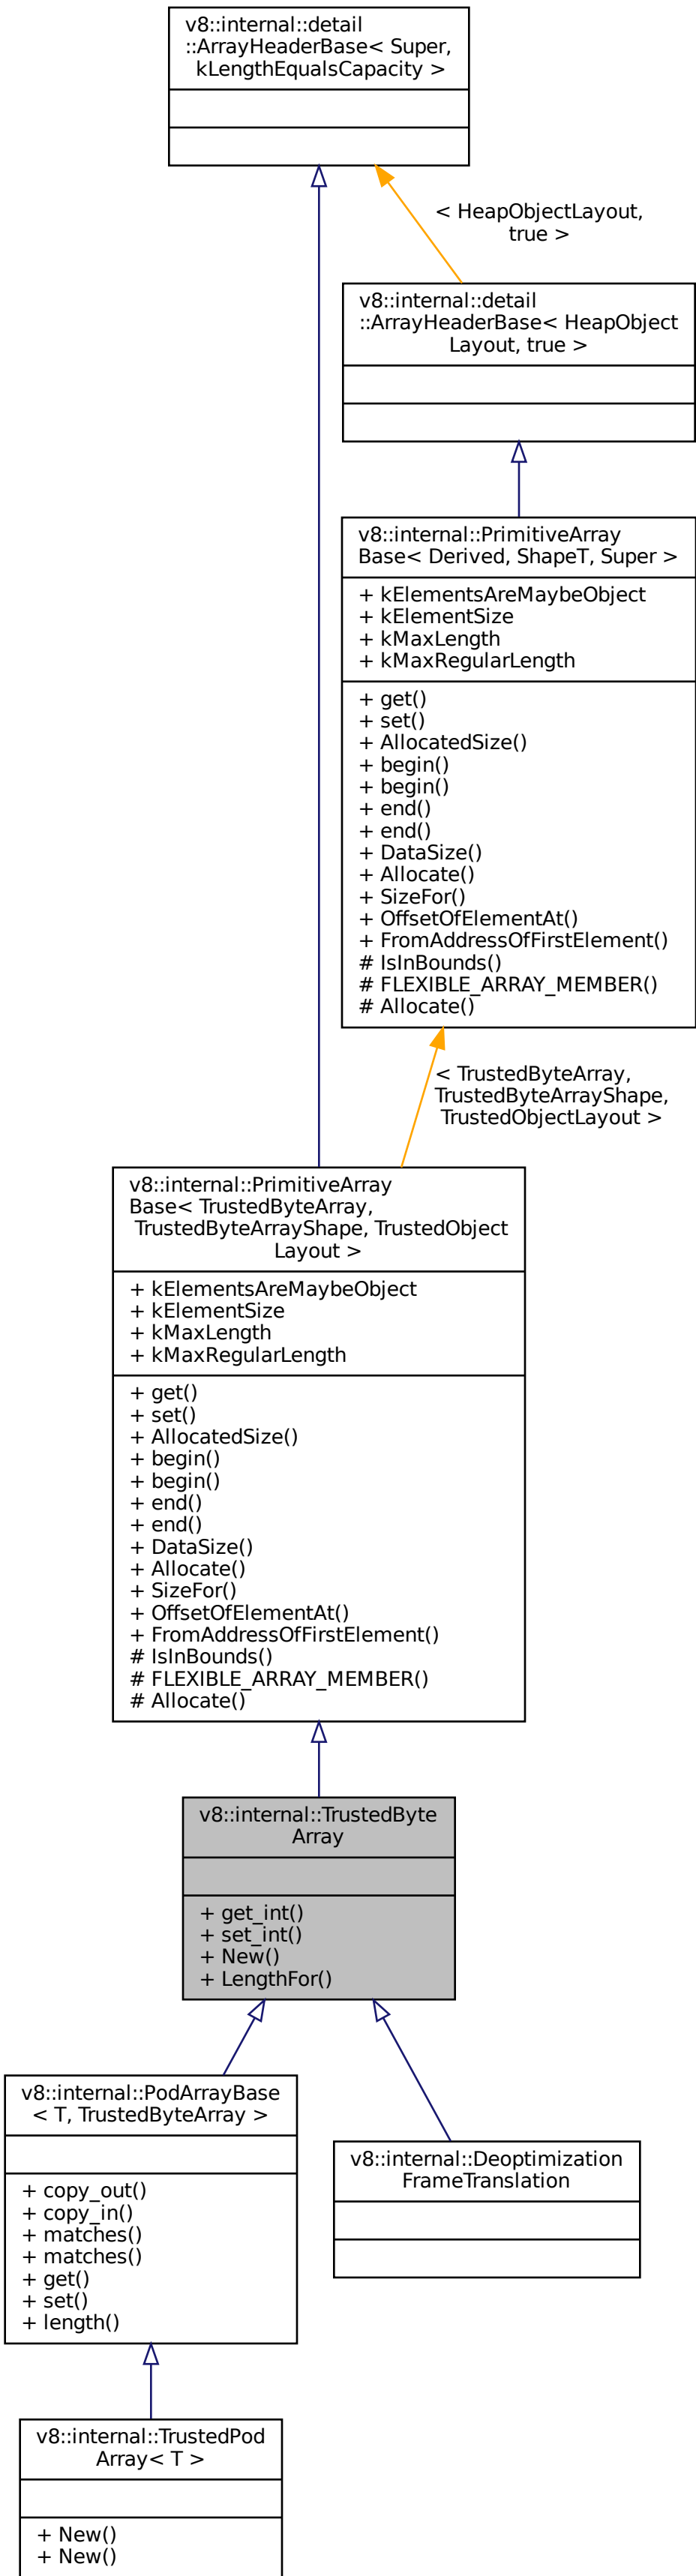 v8::internal::detail
::ArrayHeaderBase< Super,
kLengthEqualsCapacity >
< HeapObjectLayout,
true >
v8::internal::detail
::ArrayHeaderBase< HeapObject
Layout, true >
v8::internal::PrimitiveArray
Base< Derived, ShapeT, Super >
+ kElementsAreMaybeObject
+ kElementSize
+ kMaxLength
+ kMaxRegularLength
+ get()
+ set()
+ AllocatedSize()
+ begin()
+ begin()
+ end()
+ end()
+ DataSize()
+ Allocate()
+ SizeFor()
+ OffsetOfElementAt()
+ FromAddressOfFirstElement()
# IsInBounds()
# FLEXIBLE_ARRAY_MEMBER()
# Allocate()
< TrustedByteArray,
TrustedByteArrayShape,
TrustedObjectLayout >
v8::internal::PrimitiveArray
Base< TrustedByteArray,
TrustedByteArrayShape, TrustedObject
Layout >
+ kElementsAreMaybeObject
+ kElementSize
+ kMaxLength
+ kMaxRegularLength
+ get()
+ set()
+ AllocatedSize()
+ begin()
+ begin()
+ end()
+ end()
+ DataSize()
+ Allocate()
+ SizeFor()
+ OffsetOfElementAt()
+ FromAddressOfFirstElement()
# IsInBounds()
# FLEXIBLE_ARRAY_MEMBER()
# Allocate()
v8::internal::TrustedByte
Array
+ get_int()
+ set_int()
+ New()
+ LengthFor()
v8::internal::PodArrayBase
< T, TrustedByteArray >
+ copy_out()
+ copy_in()
+ matches()
+ matches()
+ get()
+ set()
+ length()
v8::internal::Deoptimization
FrameTranslation
v8::internal::TrustedPod
Array< T >
+ New()
+ New()